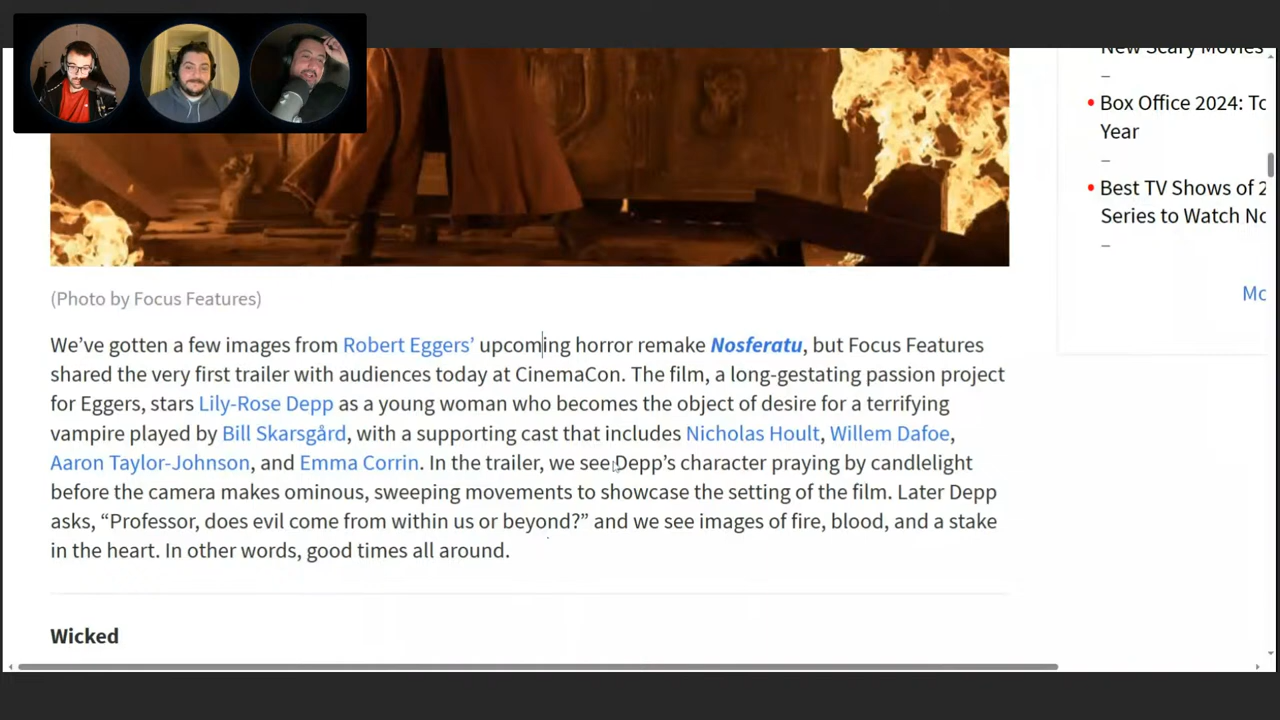 New Scary Movies
–
Box Office 2024: To
Year
–
Best TV Shows of 2
Series to Watch No
–
Mo
(Photo by Focus Features)
We’ve gotten a few images from Robert Eggers’ upcoming horror remake Nosferatu, but Focus Features
shared the very first trailer with audiences today at CinemaCon. The film, a long-gestating passion project
for Eggers, stars Lily-Rose Depp as a young woman who becomes the object of desire for a terrifying
vampire played by Bill Skarsgård, with a supporting cast that includes Nicholas Hoult, Willem Dafoe,
Aaron Taylor-Johnson, and Emma Corrin. In the trailer, we see Depp’s character praying by candlelight
before the camera makes ominous, sweeping movements to showcase the setting of the film. Later Depp
asks, “Professor, does evil come from within us or beyond?” and we see images of fire, blood, and a stake
in the heart. In other words, good times all around.
Wicked